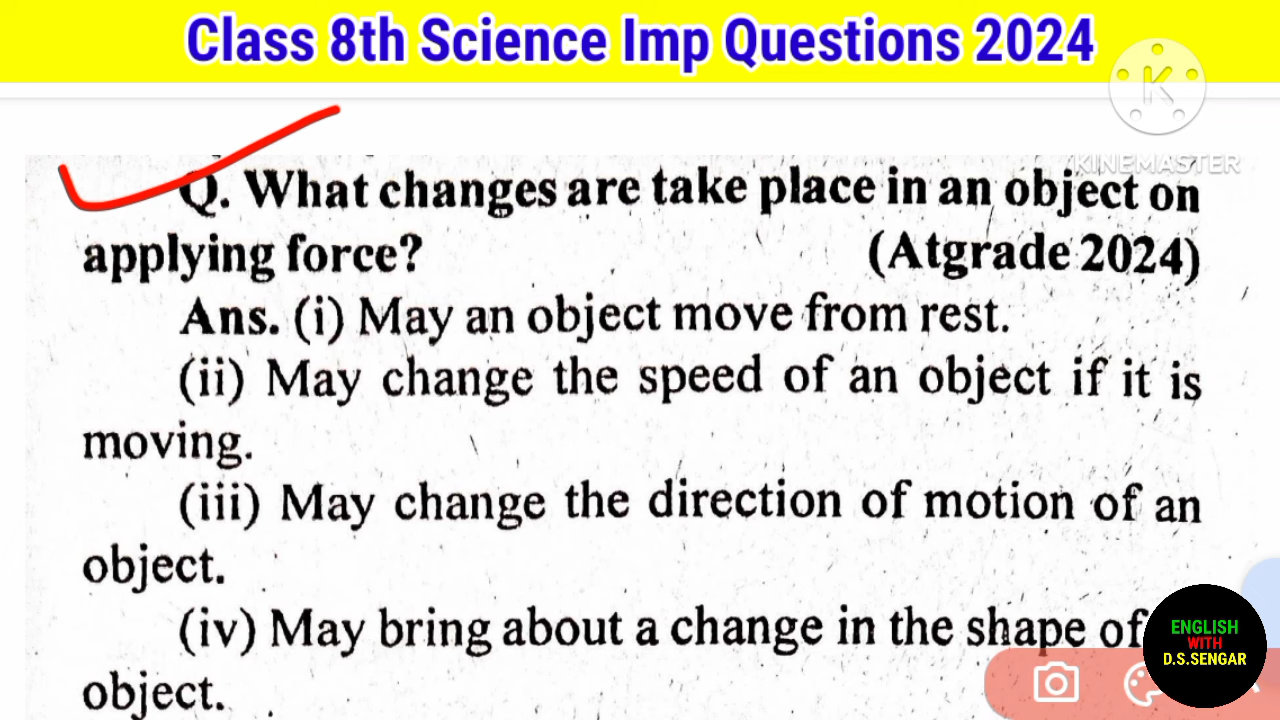 Class 8th Science Imp Questions 2024
K
KINEMASTER
Q. What changes are take place in an object on
applying force? (Atgrade 2024)
Ans. (i) May an object move from rest.
(ii) May change the speed of an object if it is
moving.
(iii) May change the direction of motion of an
object.
(iv) May bring about a change in the shape of
object.
ENGLISH
WITH
D.S.SENGAR